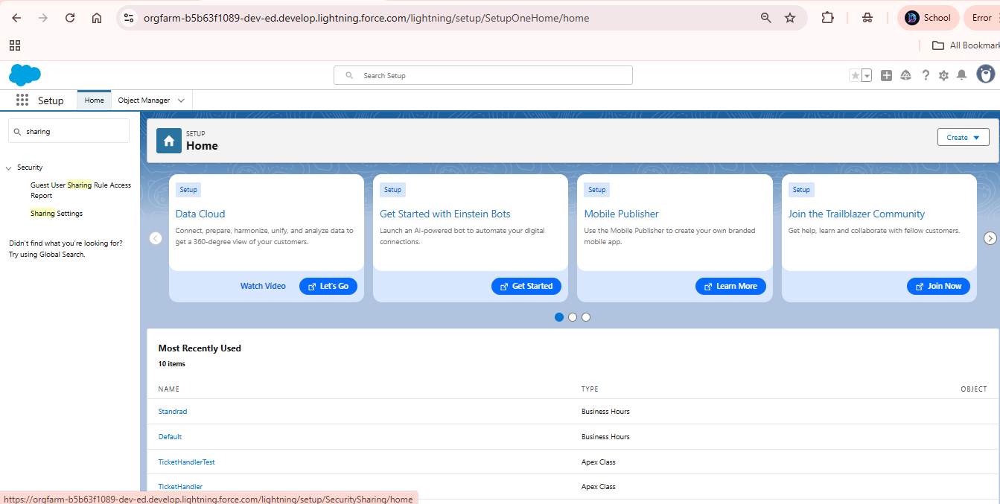 orgfarm-b5b63f1089-dev-ed.develop.lightning.force.com/lightning/setup/SetupOneHome/home
School
Error
All Bookmar
Search Setup
Setup
Home
Object Manager
sharing
Security
Guest User Sharing Rule Access
Report
Sharing Settings
Didn't find what you're looking for?
Try using Global Search.
SETUP
Home
Create
Setup
Data Cloud
Connect, prepare, harmonize, unify, and analyze data to
get a 360-degree view of your customers.
Watch Video
Let's Go
Setup
Get Started with Einstein Bots
Launch an AI-powered bot to automate your digital
connections.
Get Started
Setup
Mobile Publisher
Use the Mobile Publisher to create your own branded
mobile app.
Learn More
Setup
Join the Trailblazer Community
Get help, learn and collaborate with fellow customers.
Join Now
Most Recently Used
10 items
NAME TYPE OBJECT
Standrad Business Hours
Default Business Hours
TicketHandlerTest Apex Class
TicketHandler Apex Class
https://orgfarm-b5b63f1089-dev-ed.develop.lightning.force.com/lightning/setup/SecuritySharing/home